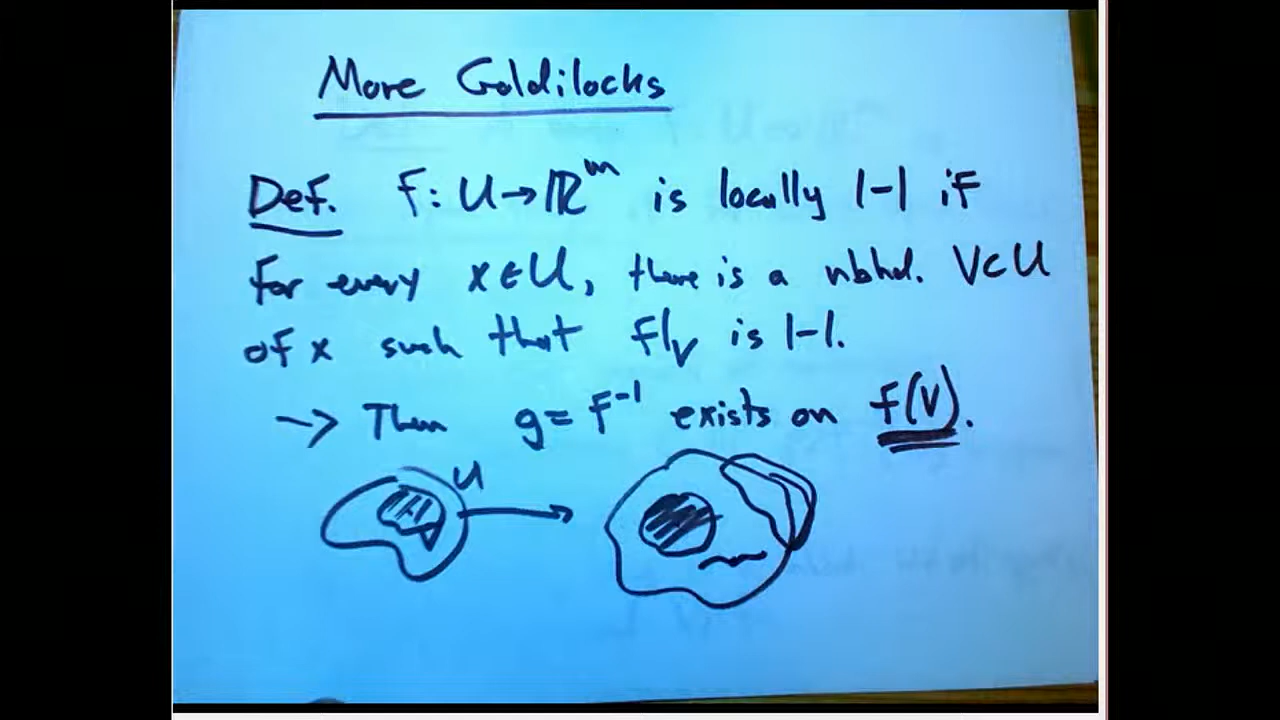 More Goldilocks
Def. f: U→ℝᵐ is locally 1-1 if
for every x∈U, there is a nbhd. V⊂U
of x such that f|ᵥ is 1-1.
→ Then g = f⁻¹ exists on f(V).
U